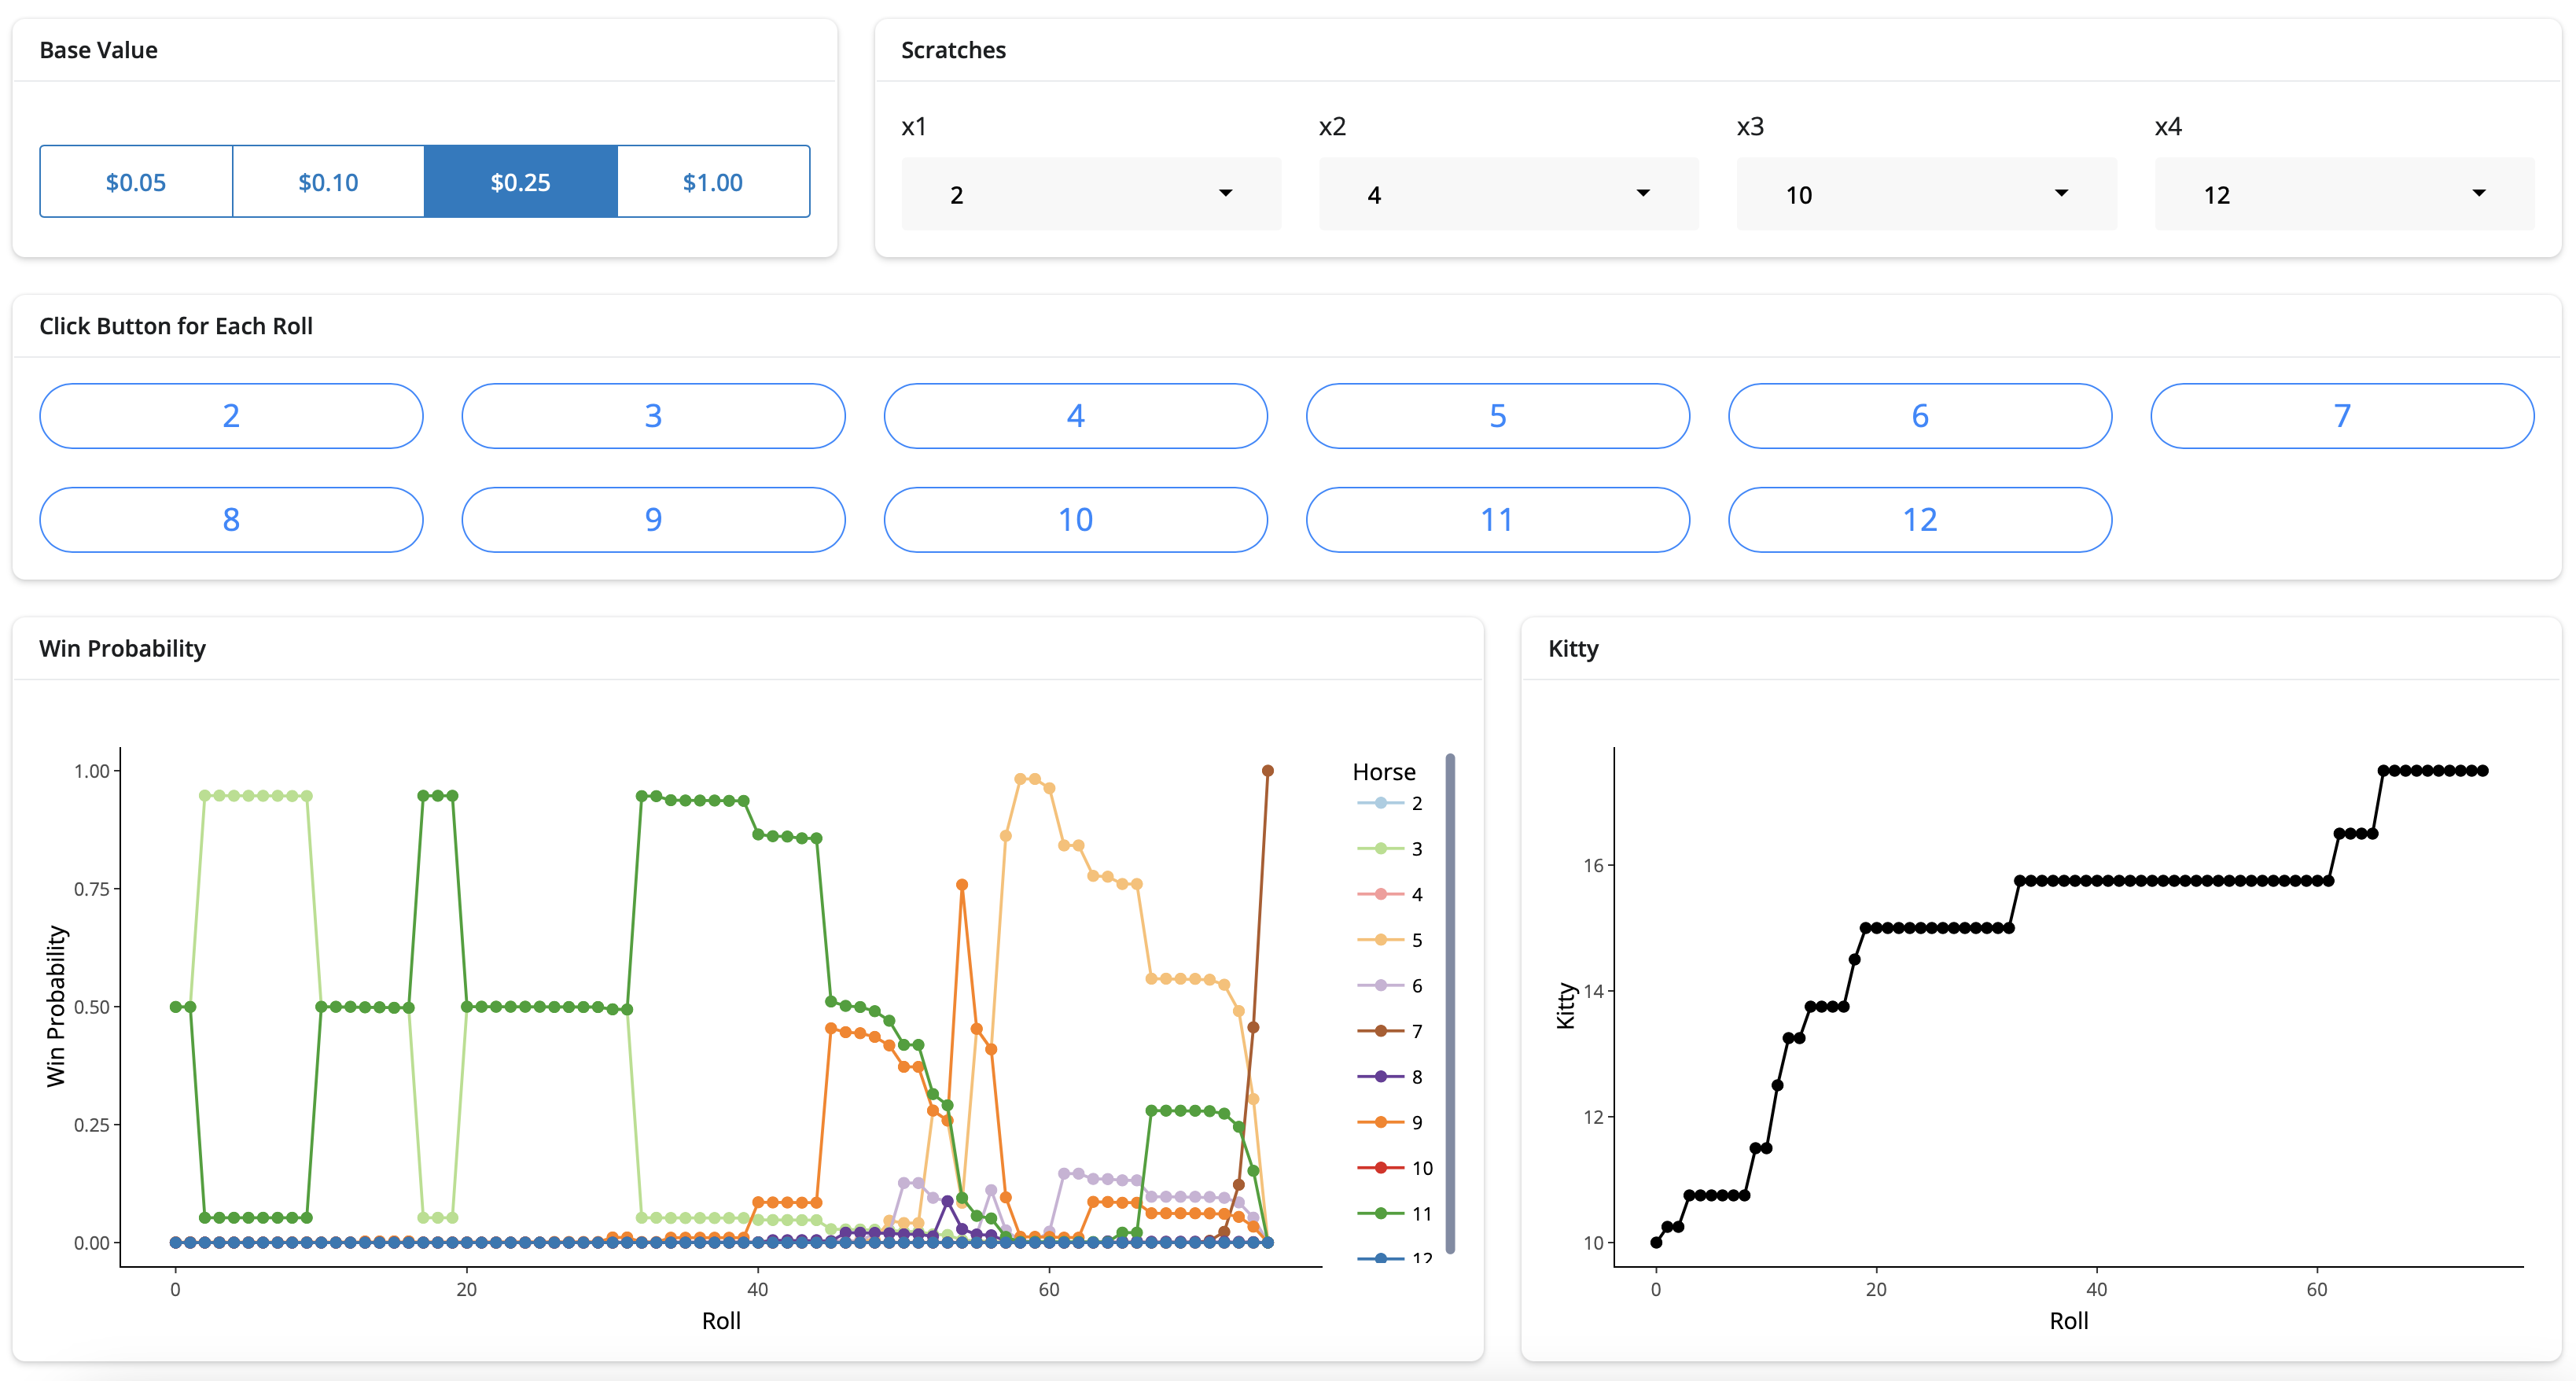 Base Value
Scratches
x1 x2 x3 x4
$0.05 $0.10 $0.25 $1.00
2 4 10 12
Click Button for Each Roll
2 3 4 5 6 7
8 9 10 11 12
Win Probability
Kitty
1.00
0.75
0.50
0.25
0.00
Win Probability
0 20 40 60
Roll
Horse
2
3
4
5
6
7
8
9
10
11
12
16
14
12
10
Kitty
0 20 40 60
Roll